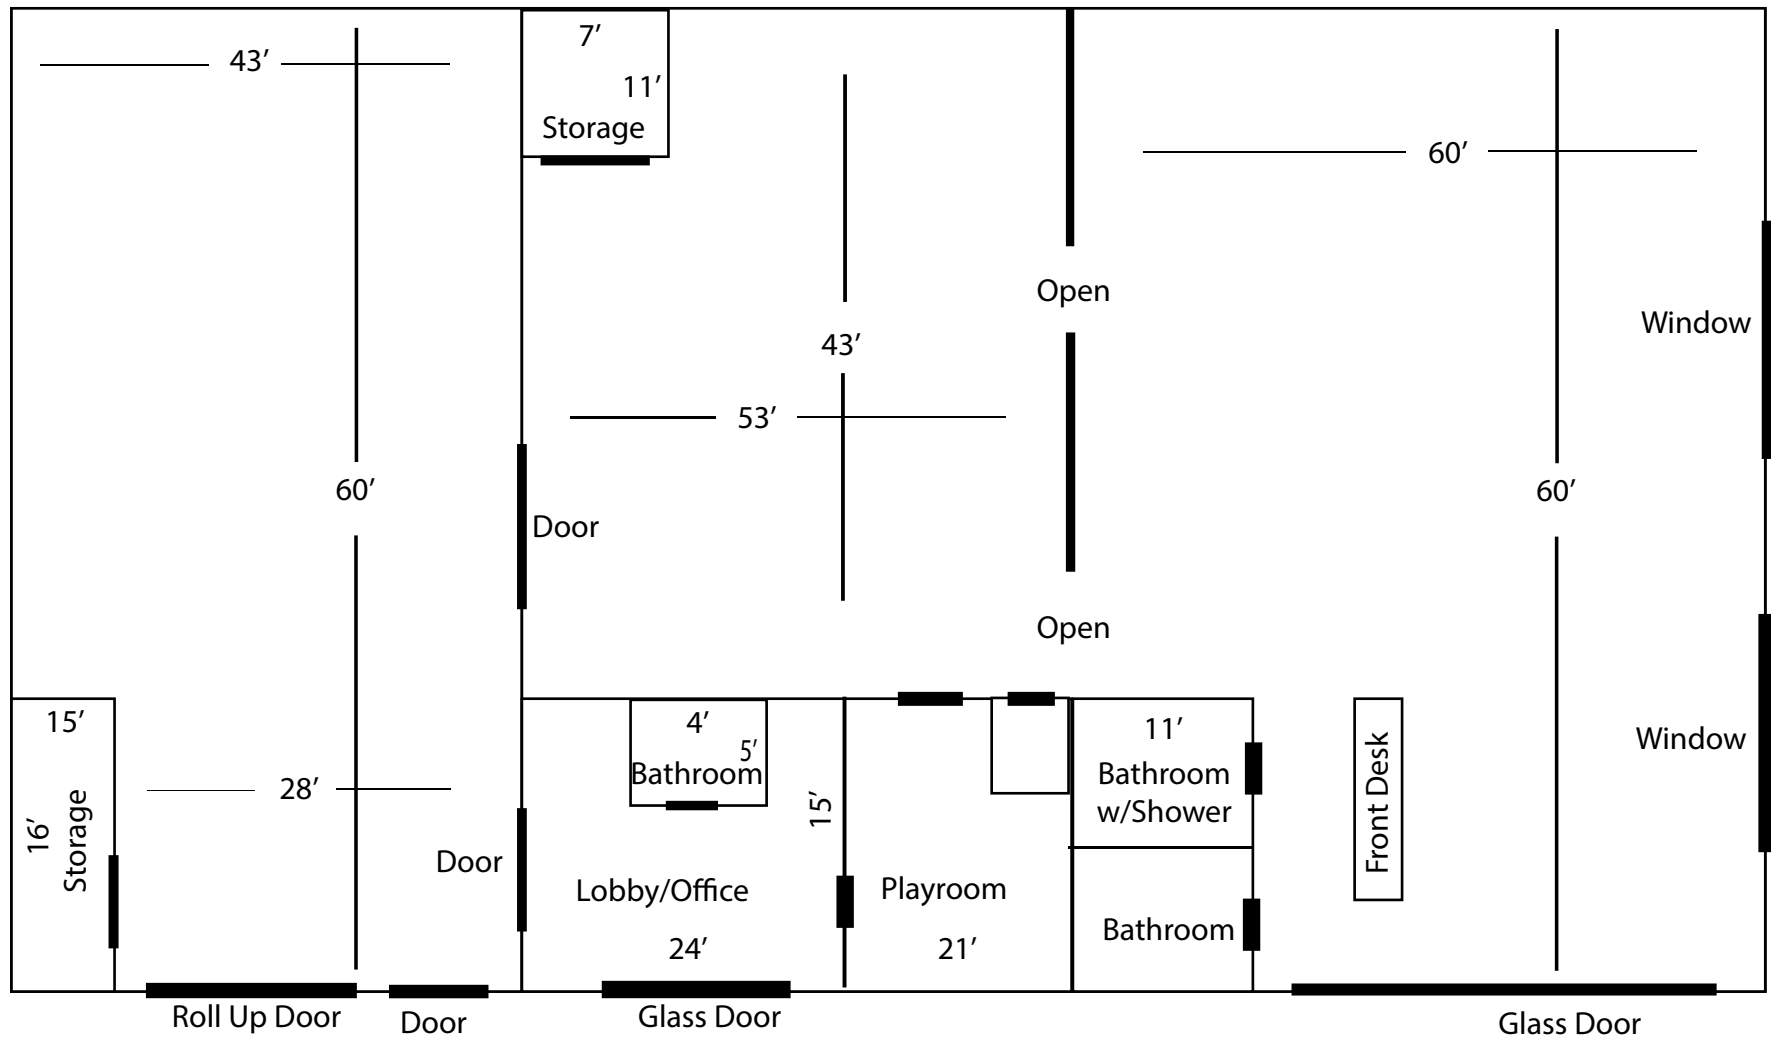 7’
43’
11’
Storage
60’
Open
Window
43’
53’
60’
60’
Door
Open
15’
4’
11’
5’
Bathroom
Bathroom
w/Shower
Window
28’
15’
16’
Storage
Front Desk
Door
Lobby/Office
Playroom
Bathroom
24’
21’
Roll Up Door
Door
Glass Door
Glass Door